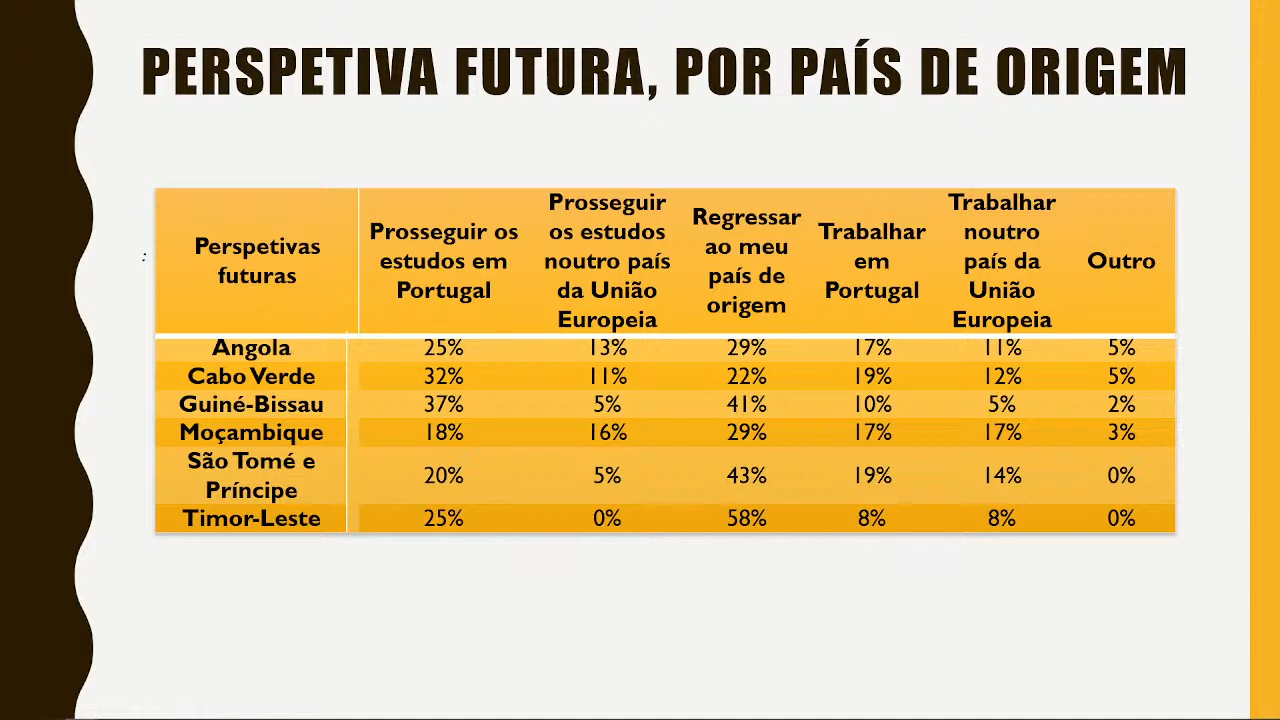 PERSPETIVA FUTURA, POR PAÍS DE ORIGEM
:
Perspetivas
futuras
Prosseguir os
estudos em
Portugal
Prosseguir
os estudos
noutro país
da União
Europeia
Regressar
ao meu
país de
origem
Trabalhar
em
Portugal
Trabalhar
noutro
país da
União
Europeia
Outro
Angola 25% 13% 29% 17% 11% 5%
Cabo Verde 32% 11% 22% 19% 12% 5%
Guiné-Bissau 37% 5% 41% 10% 5% 2%
Moçambique 18% 16% 29% 17% 17% 3%
São Tomé e
Príncipe 20% 5% 43% 19% 14% 0%
Timor-Leste 25% 0% 58% 8% 8% 0%